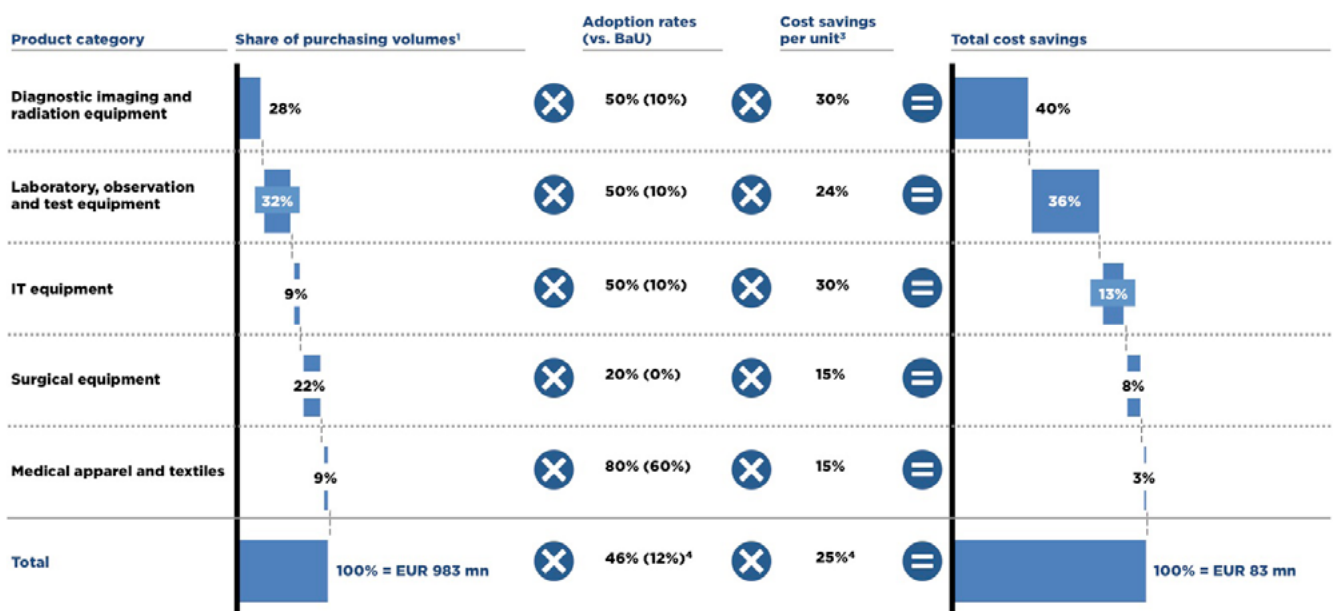 Product category
Share of purchasing volumes¹
Adoption rates
(vs. BaU)
Cost savings
per unit³
Total cost savings
Diagnostic imaging and
radiation equipment
28%
50% (10%)
30%
40%
Laboratory, observation
and test equipment
32%
50% (10%)
24%
36%
IT equipment
9%
50% (10%)
30%
13%
Surgical equipment
22%
20% (0%)
15%
8%
Medical apparel and textiles
9%
80% (60%)
15%
3%
Total
100% = EUR 983 mn
46% (12%)⁴
25%⁴
100% = EUR 83 mn